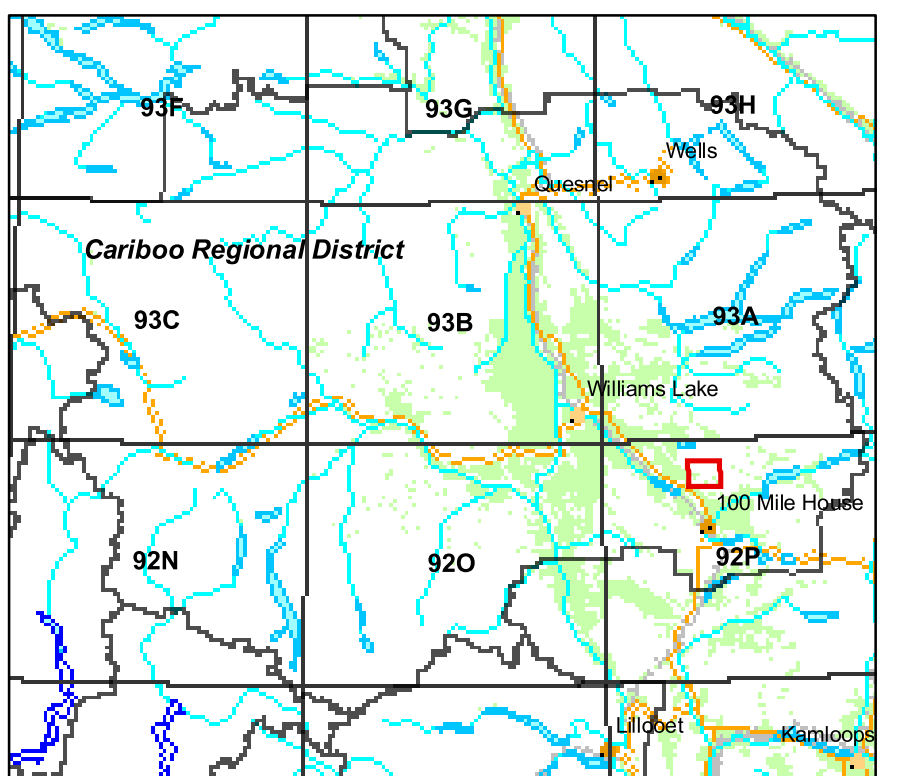 93F
93G
93H
Wells
Quesnel
Cariboo Regional District
93C
93B
93A
Williams Lake
100 Mile House
92N
92O
92P
Lillooet
Kamloops